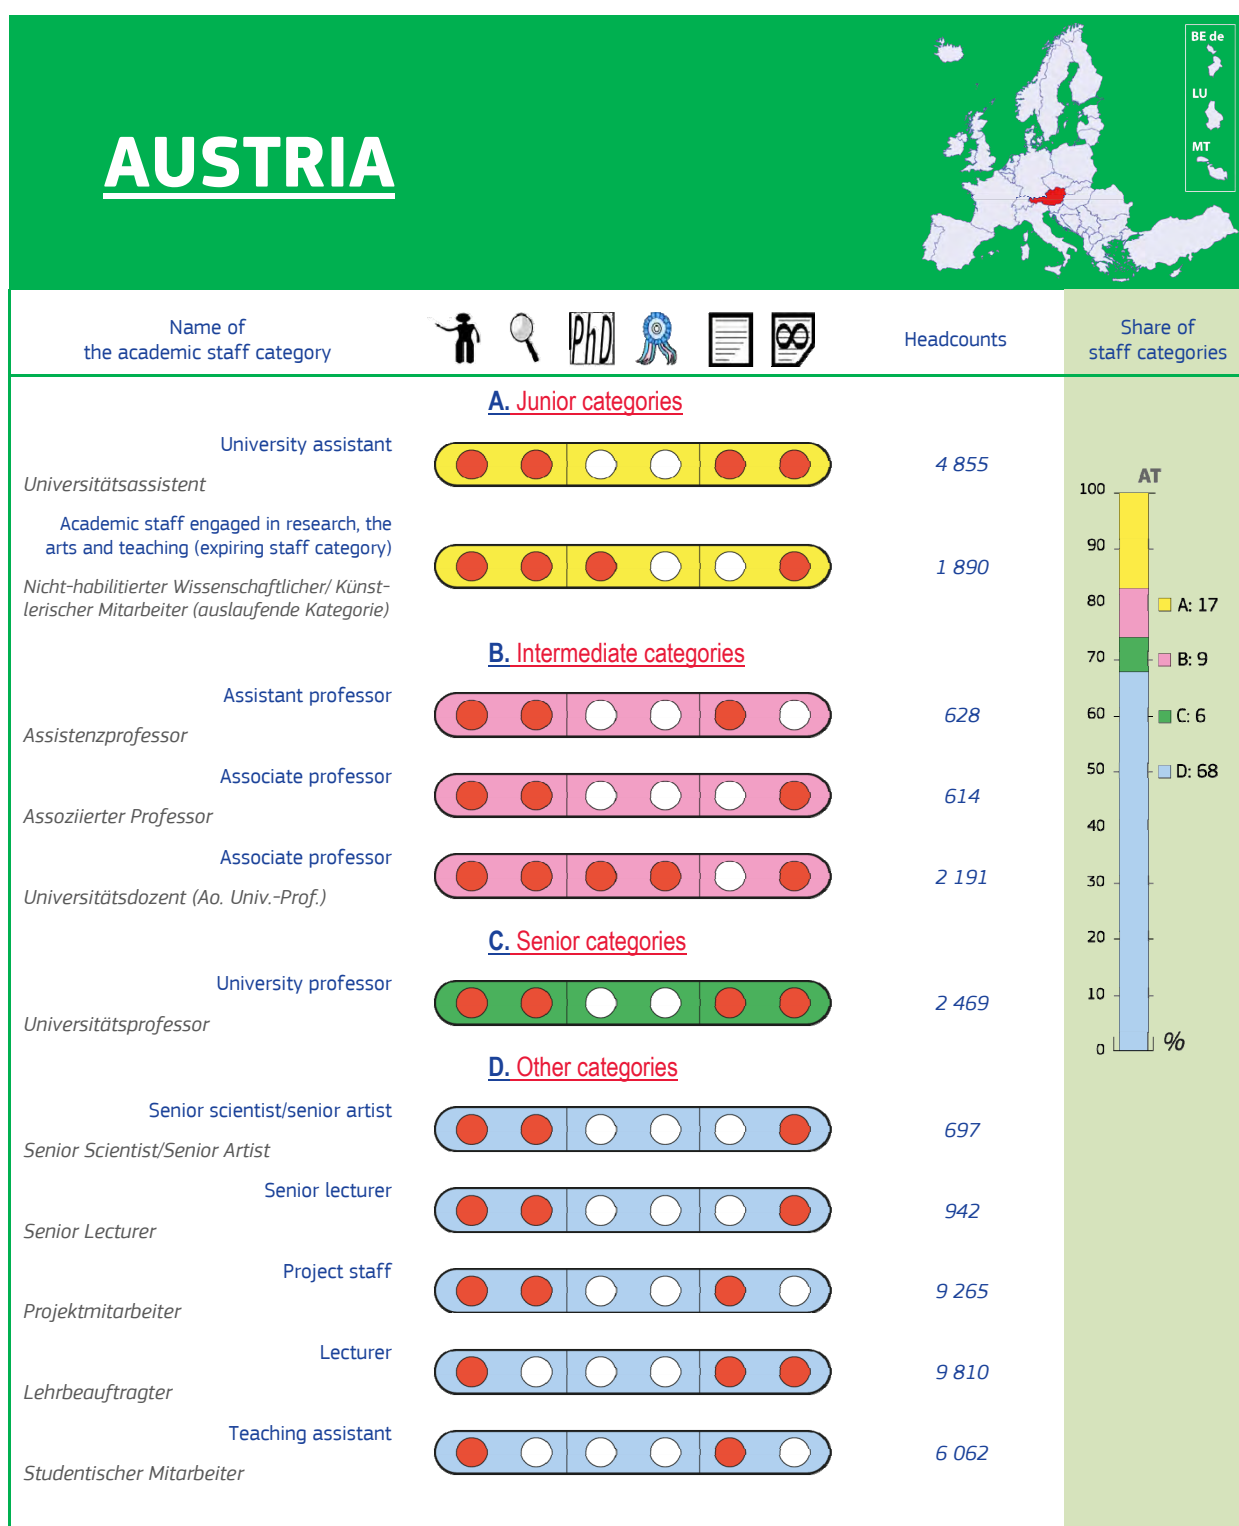 BE de
LU
MT
AUSTRIA
Name of
the academic staff category
PhD
Headcounts
Share of
staff categories
A. Junior categories
University assistant
Universitätsassistent
4 855
Academic staff engaged in research, the
arts and teaching (expiring staff category)
Nicht-habilitierter Wissenschaftlicher/ Künst-
lerischer Mitarbeiter (auslaufende Kategorie)
1 890
B. Intermediate categories
Assistant professor
Assistenzprofessor
628
Associate professor
Assoziierter Professor
614
Associate professor
Universitätsdozent (Ao. Univ.-Prof.)
2 191
C. Senior categories
University professor
Universitätsprofessor
2 469
D. Other categories
Senior scientist/senior artist
Senior Scientist/Senior Artist
697
Senior lecturer
Senior Lecturer
942
Project staff
Projektmitarbeiter
9 265
Lecturer
Lehrbeauftragter
9 810
Teaching assistant
Studentischer Mitarbeiter
6 062
AT
100
90
80
70
60
50
40
30
20
10
0
%
A: 17
B: 9
C: 6
D: 68